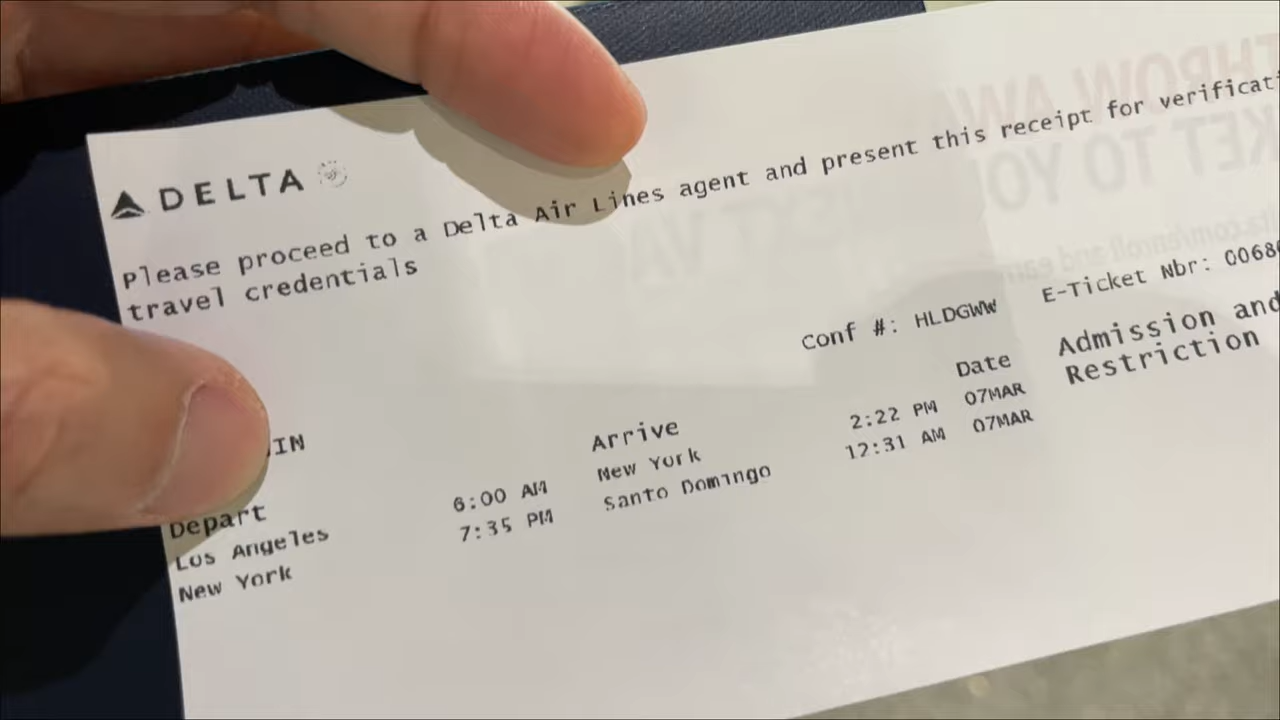 DELTA
Please proceed to a Delta Air Lines agent and present this receipt for
travel credentials
Conf #: HLDGWW E-Ticket Nbr: 0068
Date Admission and
Restriction
Depart Arrive
Los Angeles 6:00 AM New York 2:22 PM 07MAR
New York 7:35 PM Santo Domingo 12:31 AM 07MAR